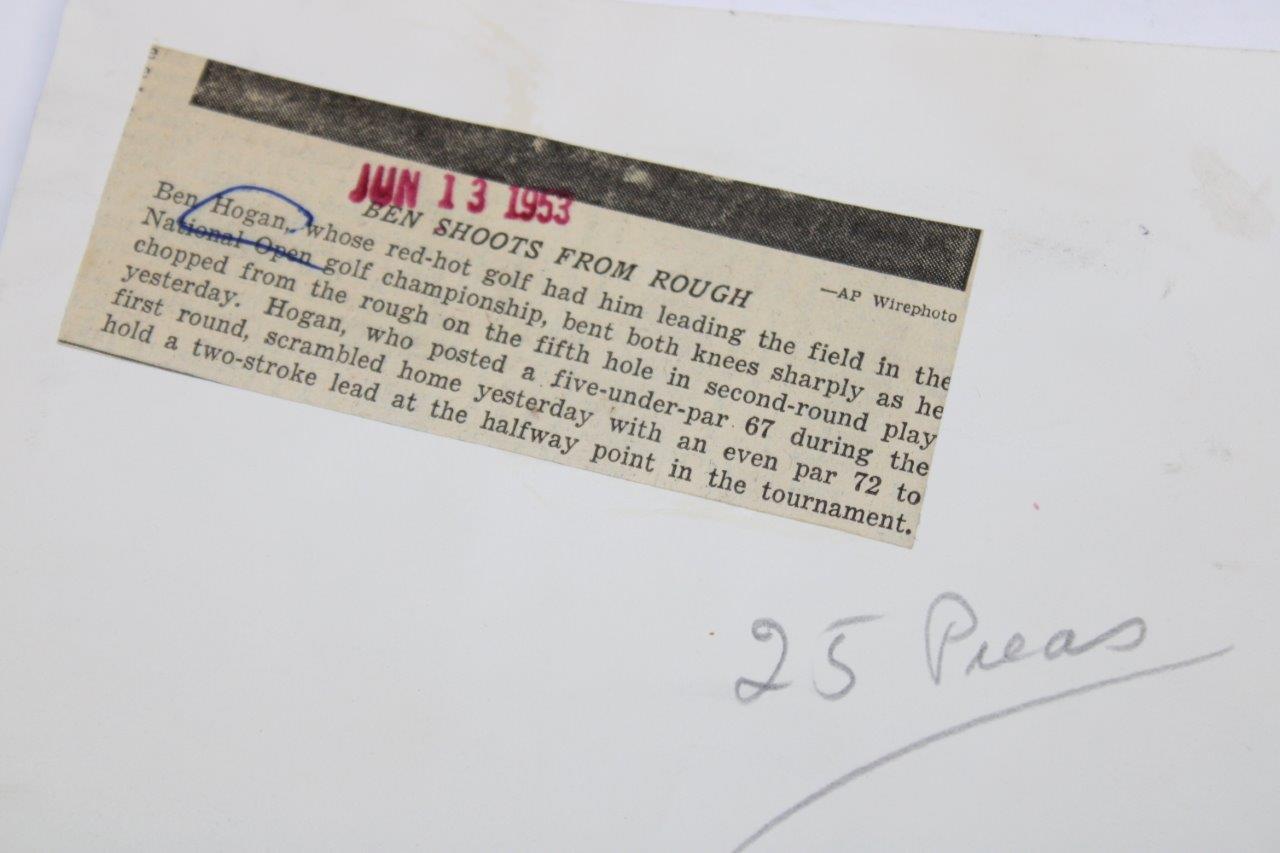 JUN 13 1953
BEN SHOOTS FROM ROUGH
—AP Wirephoto
Ben Hogan, whose red-hot golf had him leading the field in the
National Open golf championship, bent both knees sharply as he
chopped from the rough on the fifth hole in second-round play
yesterday. Hogan, who posted a five-under-par 67 during the
first round, scrambled home yesterday with an even par 72 to
hold a two-stroke lead at the halfway point in the tournament.
25